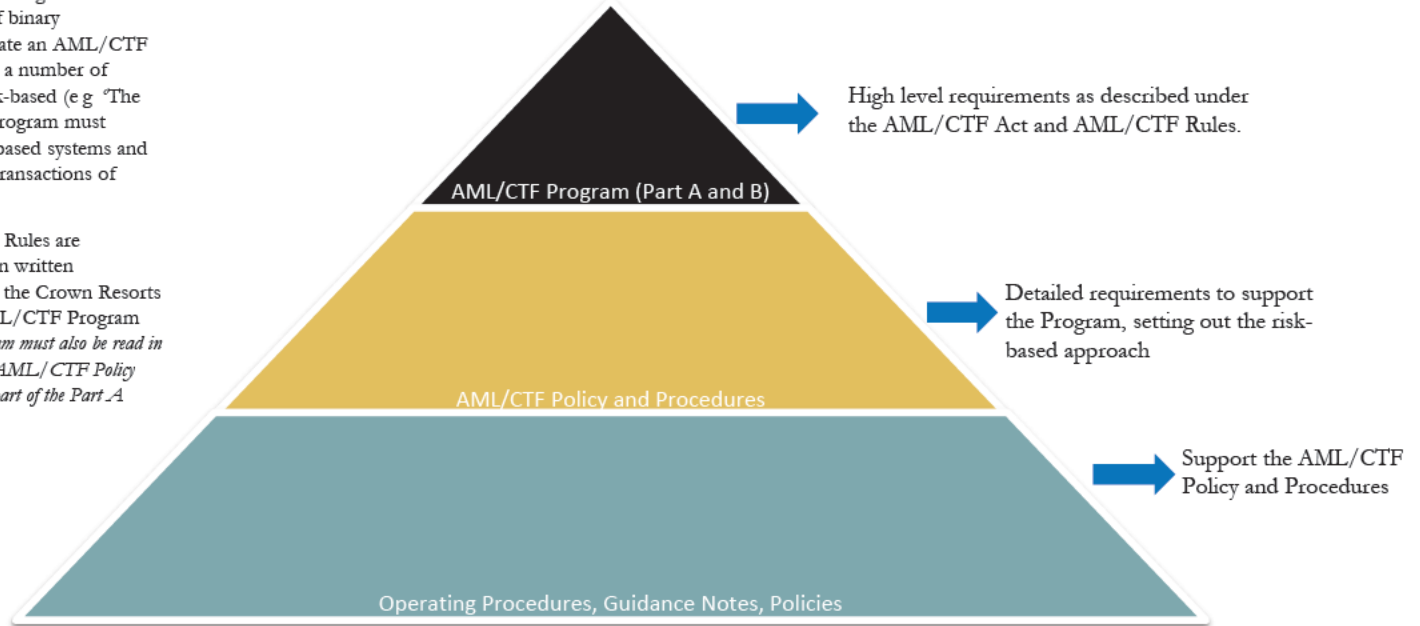 f binary
ate an AML/CTF
a number of
k-based (e g 'The
rogram must
based systems and
ransactions of
Rules are
n written
the Crown Resorts
ML/CTF Program
am must also be read in
AML/CTF Policy
art of the Part A
High level requirements as described under
the AML/CTF Act and AML/CTF Rules.
AML/CTF Program (Part A and B)
Detailed requirements to support
the Program, setting out the risk-
based approach
AML/CTF Policy and Procedures
Support the AML/CTF
Policy and Procedures
Operating Procedures, Guidance Notes, Policies